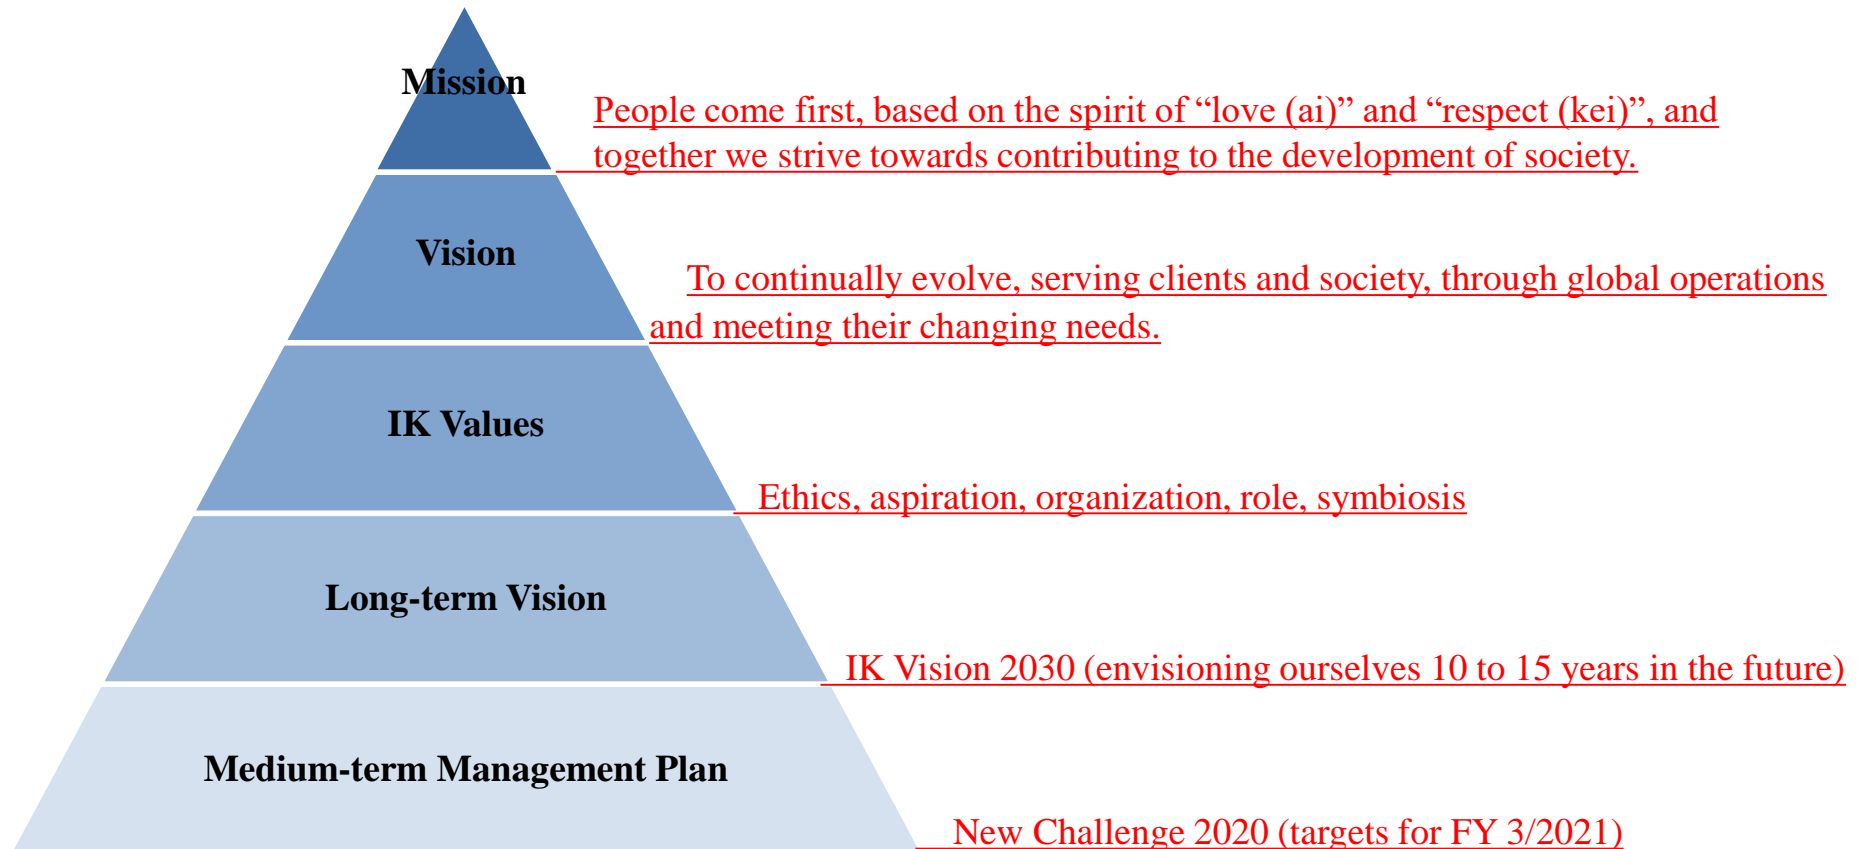 Mission
People come first, based on the spirit of “love (ai)” and “respect (kei)”, and
together we strive towards contributing to the development of society.
Vision
To continually evolve, serving clients and society, through global operations
and meeting their changing needs.
IK Values
Ethics, aspiration, organization, role, symbiosis
Long-term Vision
IK Vision 2030 (envisioning ourselves 10 to 15 years in the future)
Medium-term Management Plan
New Challenge 2020 (targets for FY 3/2021)